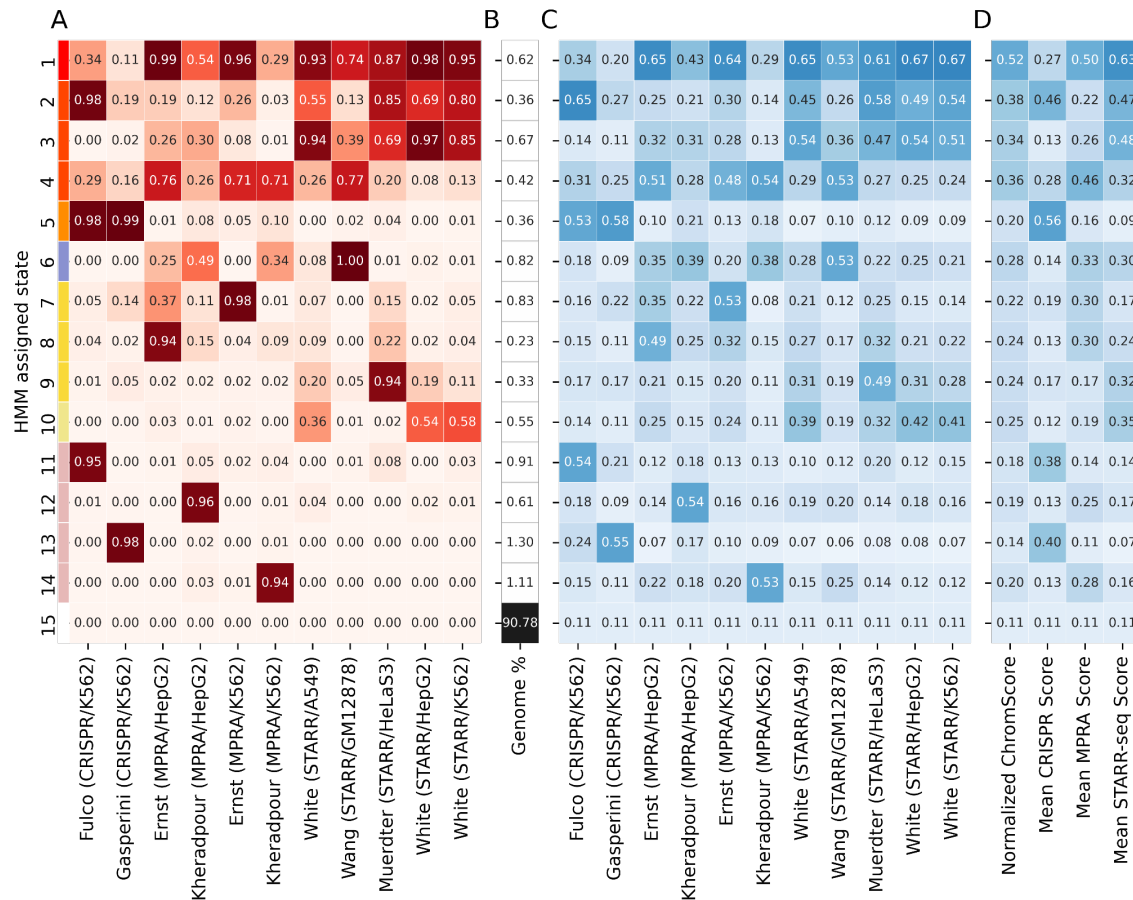 A B C D
HMM assigned state
1 0.34 0.11 0.99 0.54 0.96 0.29 0.93 0.74 0.87 0.98 0.95 0.62 0.34 0.20 0.65 0.43 0.64 0.29 0.65 0.53 0.61 0.67 0.67 0.52 0.27 0.50 0.63
2 0.98 0.19 0.19 0.12 0.26 0.03 0.55 0.13 0.85 0.69 0.80 0.36 0.65 0.27 0.25 0.21 0.30 0.14 0.45 0.26 0.58 0.49 0.54 0.38 0.46 0.22 0.47
3 0.00 0.02 0.26 0.30 0.08 0.01 0.94 0.39 0.69 0.97 0.85 0.67 0.14 0.11 0.32 0.31 0.28 0.13 0.54 0.36 0.47 0.54 0.51 0.34 0.13 0.26 0.48
4 0.29 0.16 0.76 0.26 0.71 0.71 0.26 0.77 0.20 0.08 0.13 0.42 0.31 0.25 0.51 0.28 0.48 0.54 0.29 0.53 0.27 0.25 0.24 0.36 0.28 0.46 0.32
5 0.98 0.99 0.01 0.08 0.05 0.10 0.00 0.02 0.04 0.00 0.01 0.36 0.53 0.58 0.10 0.21 0.13 0.18 0.07 0.10 0.12 0.09 0.09 0.20 0.56 0.16 0.09
6 0.00 0.00 0.25 0.49 0.00 0.34 0.08 1.00 0.01 0.02 0.01 0.82 0.18 0.09 0.35 0.39 0.20 0.38 0.28 0.53 0.22 0.25 0.21 0.28 0.14 0.33 0.30
7 0.05 0.14 0.37 0.11 0.98 0.01 0.07 0.00 0.15 0.02 0.05 0.83 0.16 0.22 0.35 0.22 0.53 0.08 0.21 0.12 0.25 0.15 0.14 0.22 0.19 0.30 0.17
8 0.04 0.02 0.94 0.15 0.04 0.09 0.09 0.00 0.22 0.02 0.04 0.23 0.15 0.11 0.49 0.25 0.32 0.15 0.27 0.17 0.32 0.21 0.22 0.24 0.13 0.30 0.24
9 0.01 0.05 0.02 0.02 0.02 0.02 0.20 0.05 0.94 0.19 0.11 0.33 0.17 0.17 0.21 0.15 0.20 0.11 0.31 0.19 0.49 0.31 0.28 0.24 0.17 0.17 0.32
10 0.00 0.00 0.03 0.01 0.02 0.00 0.36 0.01 0.02 0.54 0.58 0.55 0.14 0.11 0.25 0.15 0.24 0.11 0.39 0.19 0.32 0.42 0.41 0.25 0.12 0.19 0.35
11 0.95 0.00 0.01 0.05 0.02 0.04 0.00 0.01 0.08 0.00 0.03 0.91 0.54 0.21 0.12 0.18 0.13 0.13 0.10 0.12 0.20 0.12 0.15 0.18 0.38 0.14 0.14
12 0.01 0.00 0.00 0.96 0.00 0.01 0.04 0.00 0.00 0.02 0.01 0.61 0.18 0.09 0.14 0.54 0.16 0.16 0.19 0.20 0.14 0.18 0.16 0.19 0.13 0.25 0.17
13 0.00 0.98 0.00 0.02 0.00 0.01 0.00 0.00 0.00 0.00 0.00 1.30 0.24 0.55 0.07 0.17 0.10 0.09 0.07 0.06 0.08 0.08 0.07 0.14 0.40 0.11 0.07
14 0.00 0.00 0.00 0.03 0.01 0.94 0.00 0.00 0.00 0.00 0.00 1.11 0.15 0.11 0.22 0.18 0.20 0.53 0.15 0.25 0.14 0.12 0.12 0.20 0.13 0.28 0.16
15 0.00 0.00 0.00 0.00 0.00 0.00 0.00 0.00 0.00 0.00 0.00 90.78 0.11 0.11 0.11 0.11 0.11 0.11 0.11 0.11 0.11 0.11 0.11 0.11 0.11 0.11 0.11
Fulco (CRISPR/K562)
Gasperini (CRISPR/K562)
Ernst (MPRA/HepG2)
Kheradpour (MPRA/HepG2)
Ernst (MPRA/K562)
Kheradpour (MPRA/K562)
White (STARR/A549)
Wang (STARR/GM12878)
Muerdter (STARR/HeLaS3)
White (STARR/HepG2)
White (STARR/K562)
Genome %
Fulco (CRISPR/K562)
Gasperini (CRISPR/K562)
Ernst (MPRA/HepG2)
Kheradpour (MPRA/HepG2)
Ernst (MPRA/K562)
Kheradpour (MPRA/K562)
White (STARR/A549)
Wang (STARR/GM12878)
Muerdter (STARR/HeLaS3)
White (STARR/HepG2)
White (STARR/K562)
Normalized ChromScore
Mean CRISPR Score
Mean MPRA Score
Mean STARR-seq Score